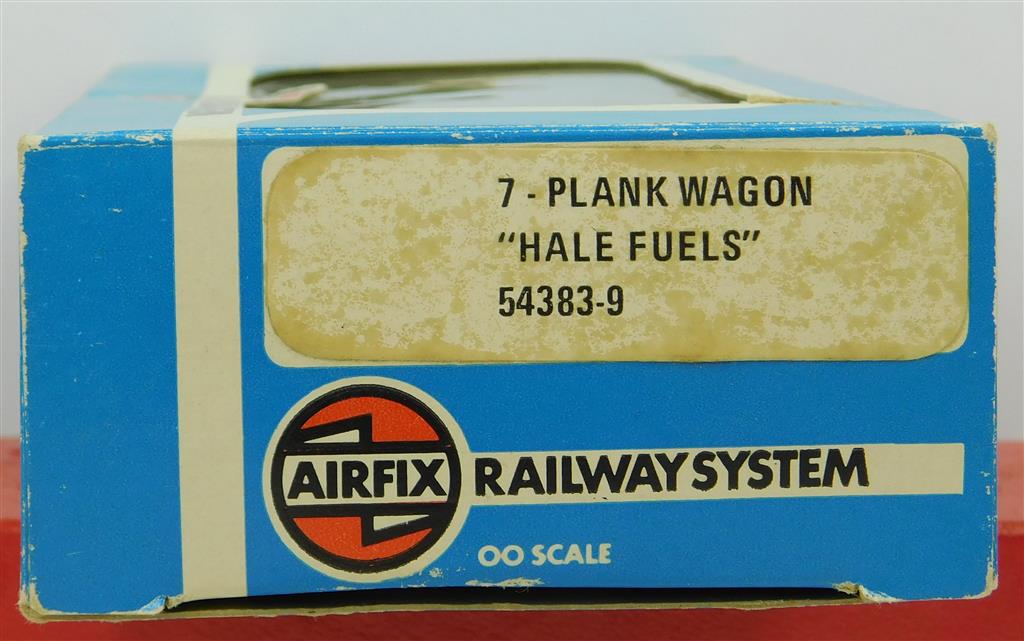 7 - PLANK WAGON
"HALE FUELS"
54383-9
AIRFIX RAILWAY SYSTEM
OO SCALE